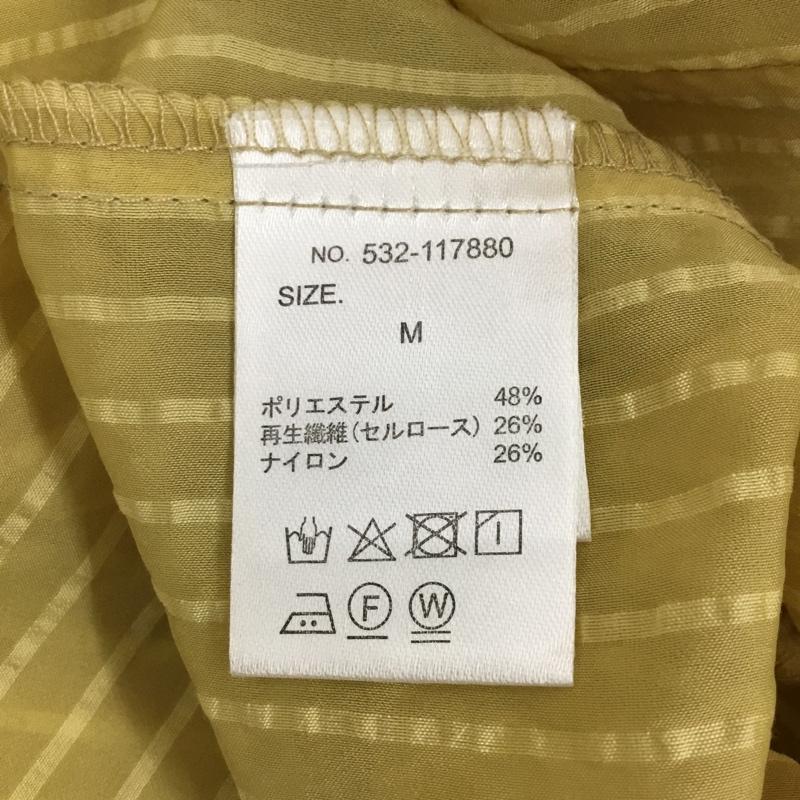 NO. 532-117880
SIZE.
M
ポリエステル 48%
再生繊維(セルロース) 26%
ナイロン 26%
F W